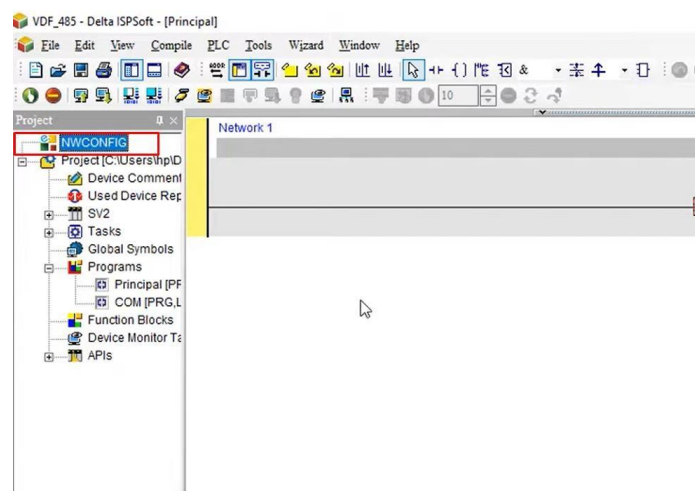 VDF_485 - Delta ISPSoft - [Principal]
File Edit View Compile PLC Tools Wizard Window Help
10
Project
Network 1
NWCONFIG
Project [C:\Users\hp\D
Device Comment
Used Device Rep
SV2
Tasks
Global Symbols
Programs
Principal [PR
COM [PRG,L
Function Blocks
Device Monitor Ta
APIs